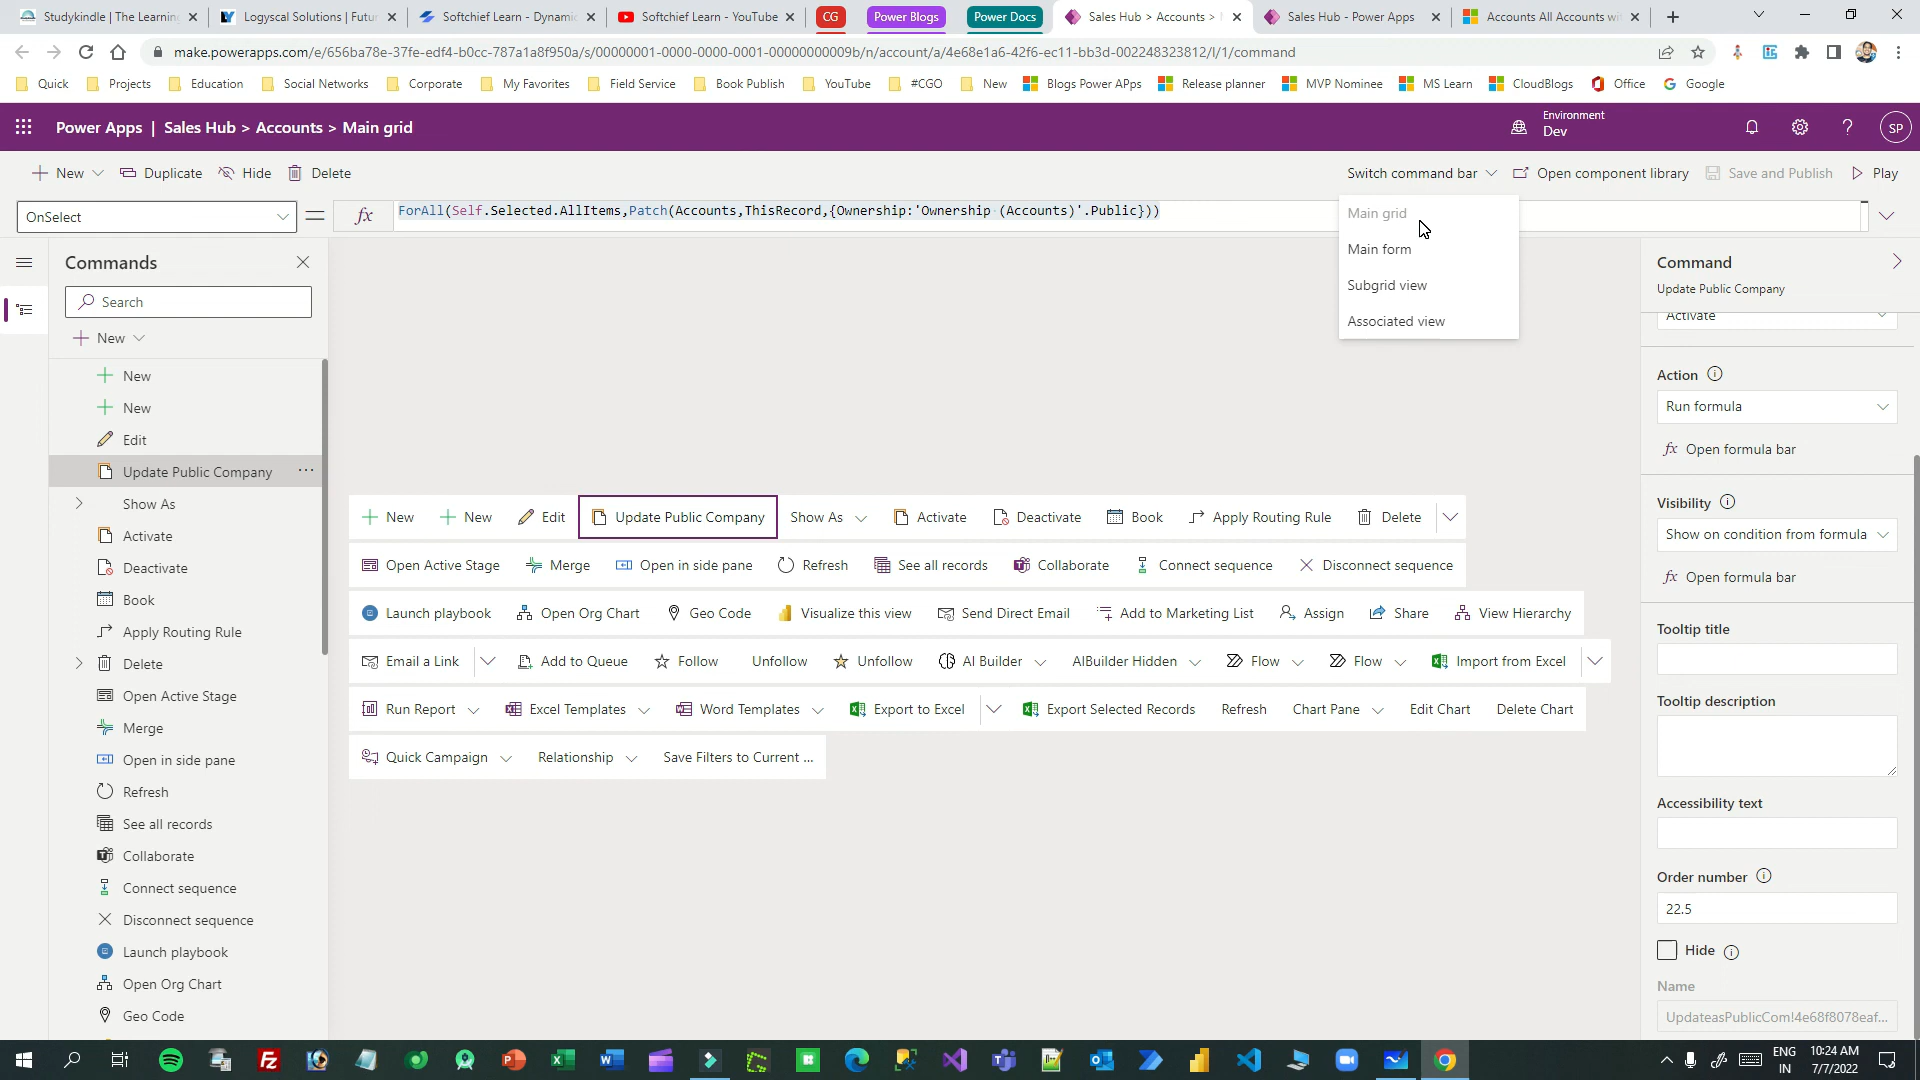 Studykindle | The Learnin
Logyscal Solutions | Futur
Softchief Learn - Dynamic
Softchief Learn - YouTube
CG
Power Blogs
Power Docs
Sales Hub > Accounts >
Sales Hub - Power Apps
Accounts All Accounts wi
make.powerapps.com/e/656ba78e-37fe-edf4-b0cc-787a1a8f950a/s/00000001-0000-0000-0001-00000000009b/n/account/a/4e68e1a6-42f6-ec11-bb3d-002248323812/l/1/command
Quick
Projects
Education
Social Networks
Corporate
My Favorites
Field Service
Book Publish
YouTube
#CGO
New
Blogs Power APps
Release planner
MVP Nominee
MS Learn
CloudBlogs
Office
Google
Power Apps | Sales Hub > Accounts > Main grid
Environment
Dev
SP
New
Duplicate
Hide
Delete
Switch command bar
Open component library
Save and Publish
Play
OnSelect
fx
ForAll(Self.Selected.AllItems,Patch(Accounts,ThisRecord,{Ownership:'Ownership (Accounts)'.Public}))
Main grid
Main form
Subgrid view
Associated view
Commands
Search
New
New
New
Edit
Update Public Company
Show As
Activate
Deactivate
Book
Apply Routing Rule
Delete
Open Active Stage
Merge
Open in side pane
Refresh
See all records
Collaborate
Connect sequence
Disconnect sequence
Launch playbook
Open Org Chart
Geo Code
New New Edit Update Public Company Show As Activate Deactivate Book Apply Routing Rule Delete
Open Active Stage Merge Open in side pane Refresh See all records Collaborate Connect sequence Disconnect sequence
Launch playbook Open Org Chart Geo Code Visualize this view Send Direct Email Add to Marketing List Assign Share View Hierarchy
Email a Link Add to Queue Follow Unfollow Unfollow AI Builder AIBuilder Hidden Flow Flow Import from Excel
Run Report Excel Templates Word Templates Export to Excel Export Selected Records Refresh Chart Pane Edit Chart Delete Chart
Quick Campaign Relationship Save Filters to Current ...
Command
Update Public Company
Activate
Action
Run formula
fx Open formula bar
Visibility
Show on condition from formula
fx Open formula bar
Tooltip title
Tooltip description
Accessibility text
Order number
22.5
Hide
Name
UpdateasPublicCom!4e68f8078eaf...
ENG
IN
10:24 AM
7/7/2022